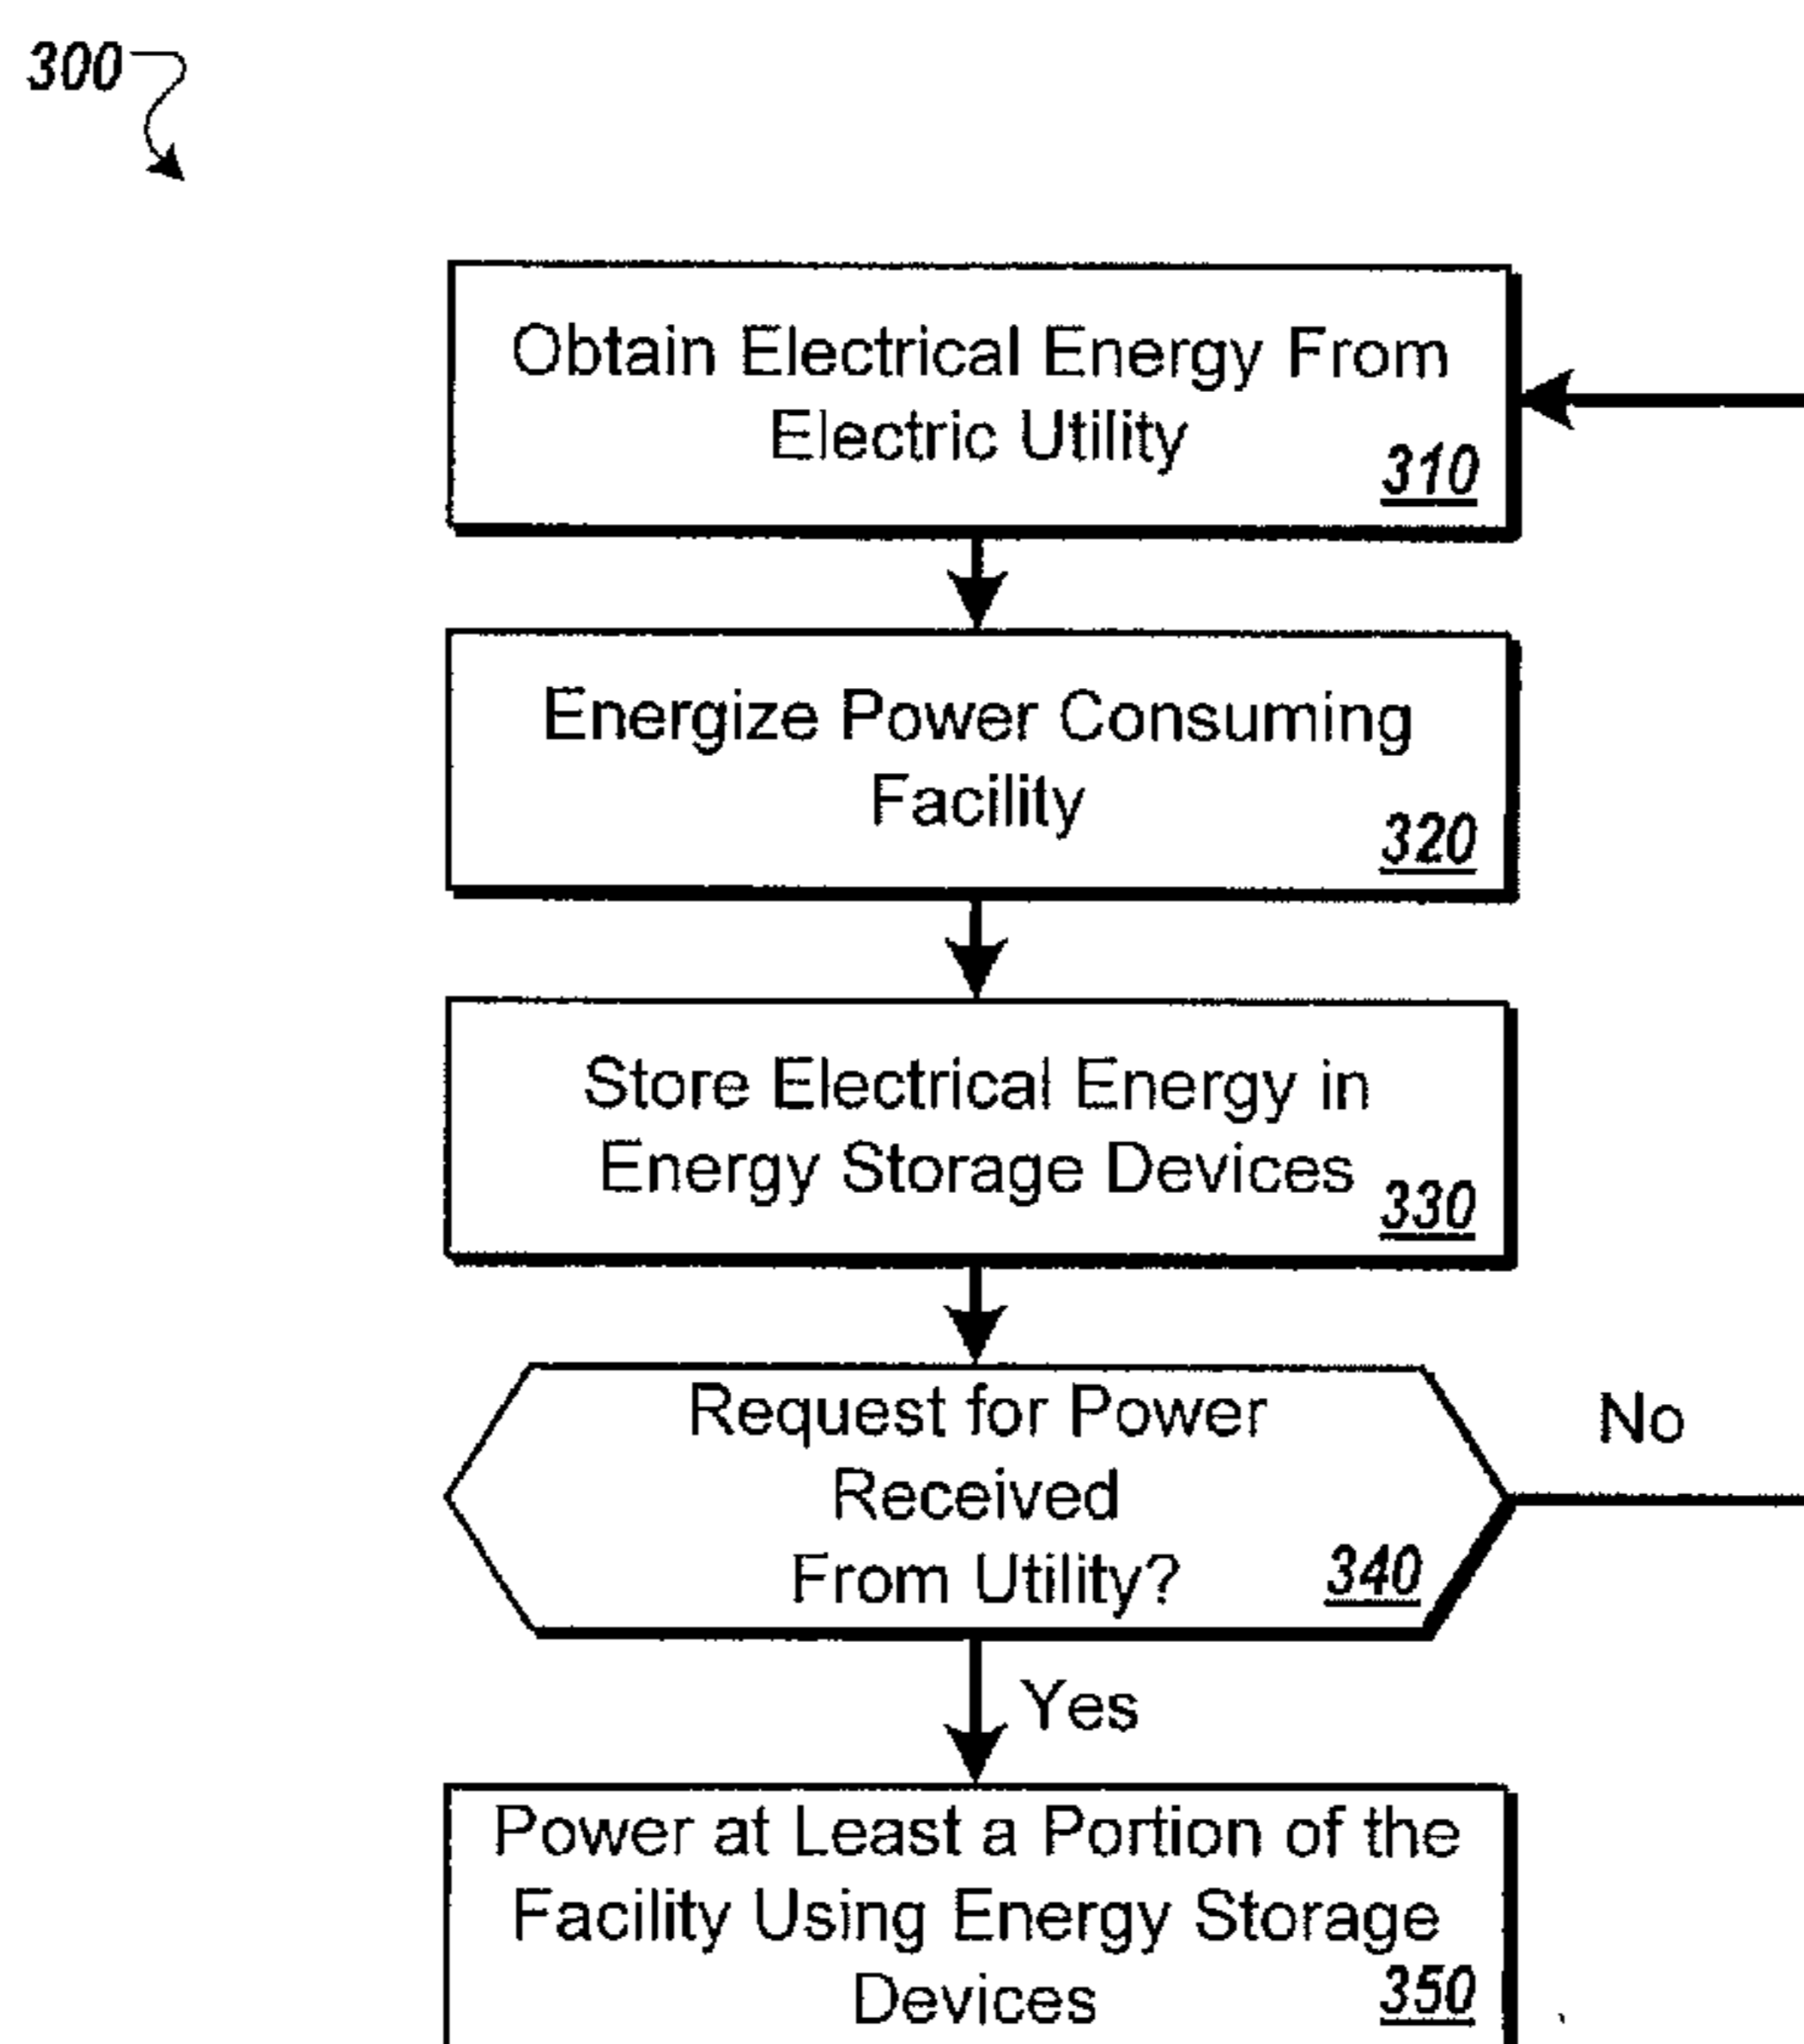 300
Obtain Electrical Energy From
Electric Utility
310
Energize Power Consuming
Facility
320
Store Electrical Energy in
Energy Storage Devices
330
Request for Power
Received
From Utility?
340
No
Yes
Power at Least a Portion of the
Facility Using Energy Storage
Devices
350